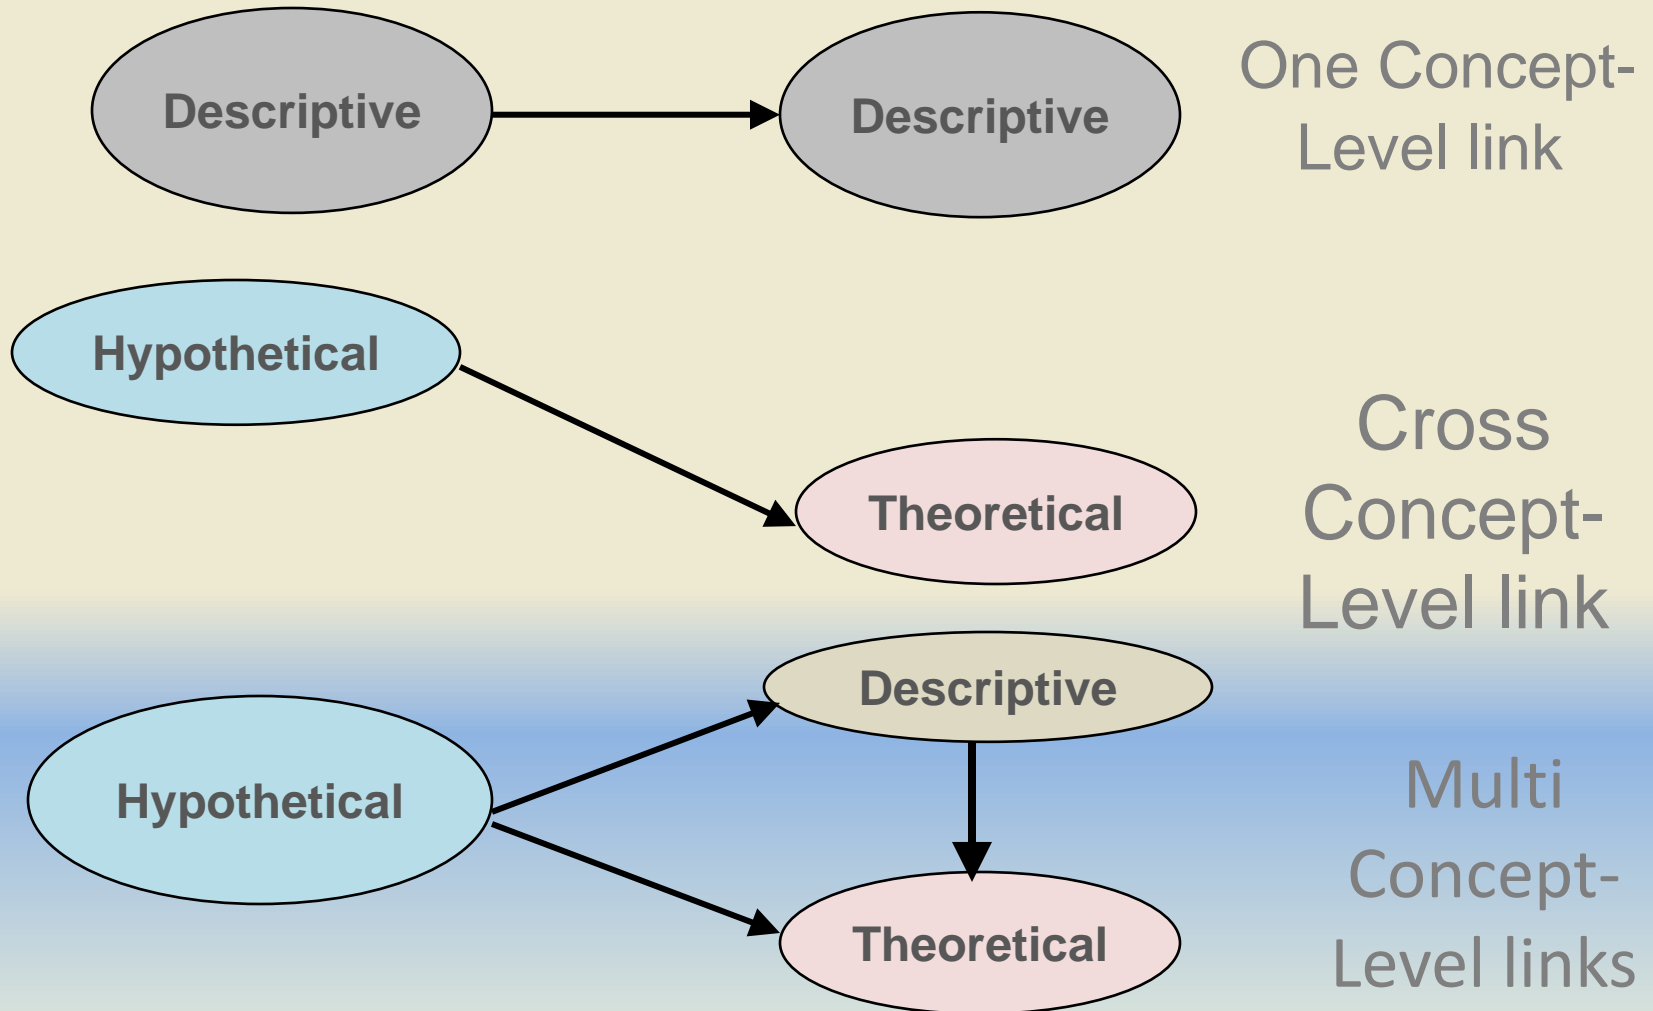 Descriptive
Descriptive
One Concept-
Level link
Hypothetical
Theoretical
Cross
Concept-
Level link
Hypothetical
Descriptive
Theoretical
Multi
Concept-
Level links